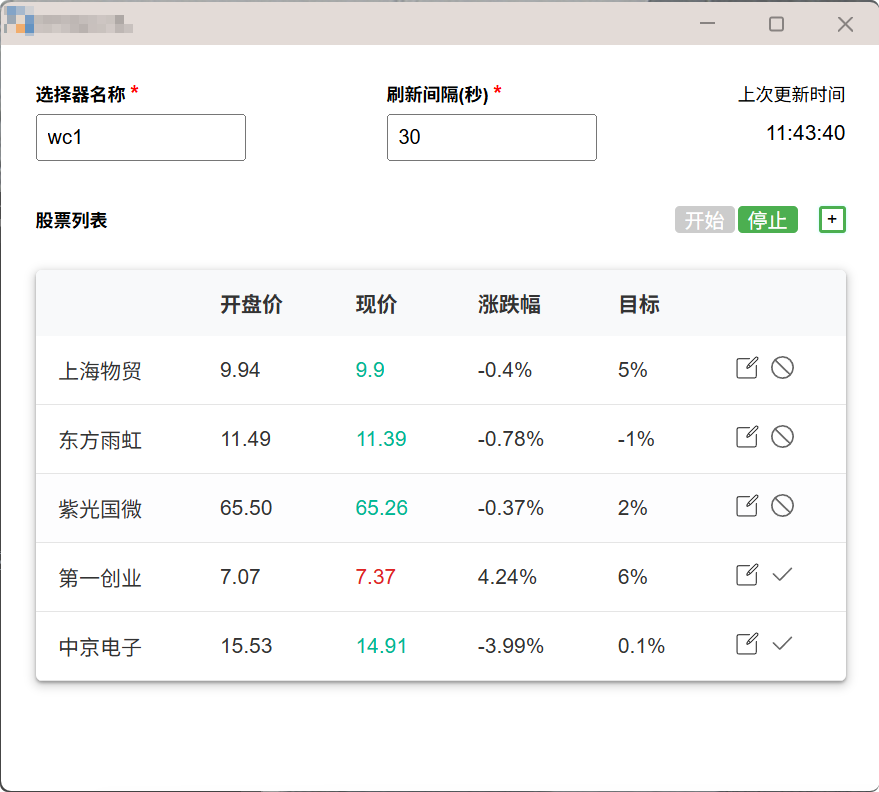 选择器名称 * 刷新间隔(秒) * 上次更新时间
wc1 30 11:43:40
股票列表 开始 停止 +
开盘价 现价 涨跌幅 目标
上海物贸 9.94 9.9 -0.4% 5%
东方雨虹 11.49 11.39 -0.78% -1%
紫光国微 65.50 65.26 -0.37% 2%
第一创业 7.07 7.37 4.24% 6%
中京电子 15.53 14.91 -3.99% 0.1%